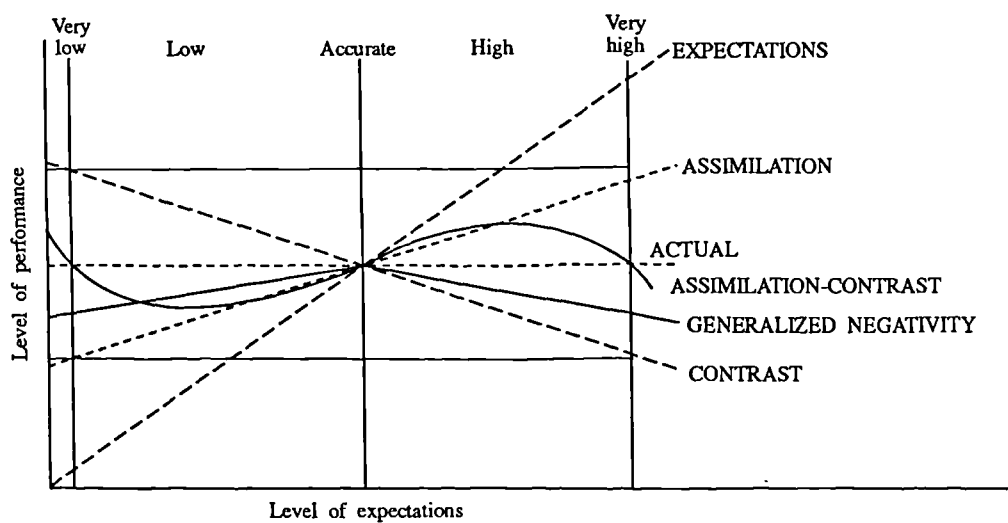 Very
low
Low
Accurate
High
Very
high
EXPECTATIONS
ASSIMILATION
ACTUAL
ASSIMILATION-CONTRAST
GENERALIZED NEGATIVITY
CONTRAST
Level of performance
Level of expectations